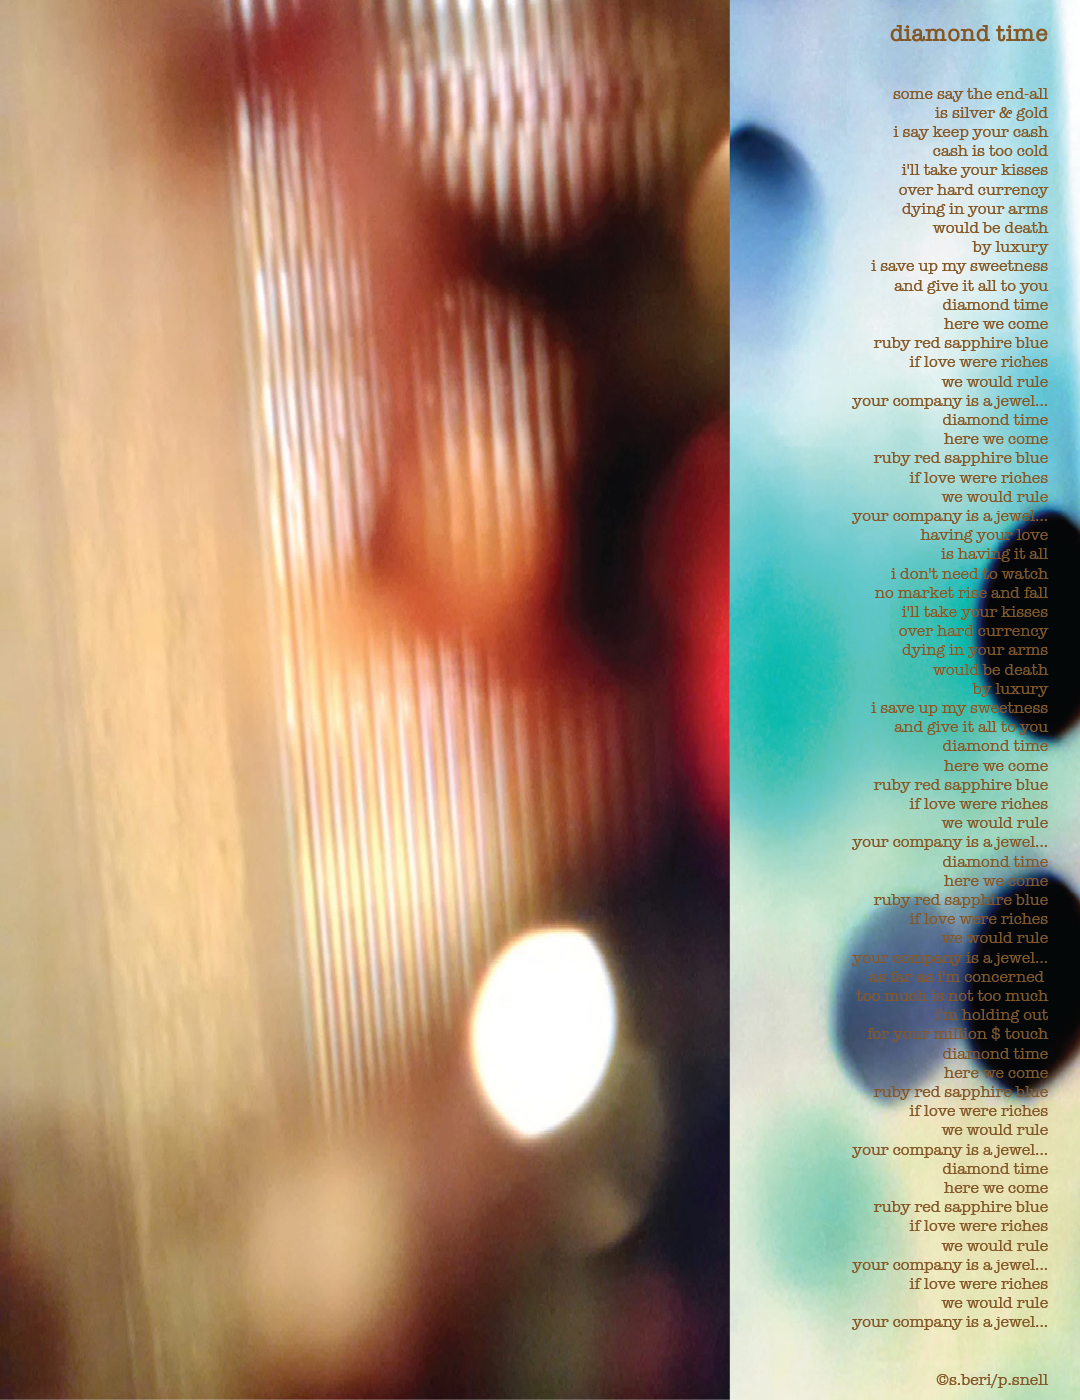 diamond time
some say the end-all
is silver & gold
i say keep your cash
cash is too cold
i'll take your kisses
over hard currency
dying in your arms
would be death
by luxury
i save up my sweetness
and give it all to you
diamond time
here we come
ruby red sapphire blue
if love were riches
we would rule
your company is a jewel...
diamond time
here we come
ruby red sapphire blue
if love were riches
we would rule
your company is a jewel...
having your love
is having it all
i don't need to watch
no market rise and fall
i'll take your kisses
over hard currency
dying in your arms
would be death
by luxury
i save up my sweetness
and give it all to you
diamond time
here we come
ruby red sapphire blue
if love were riches
we would rule
your company is a jewel...
diamond time
here we come
ruby red sapphire blue
if love were riches
we would rule
your company is a jewel...
as far as i'm concerned
too much is not too much
i'm holding out
for your million $ touch
diamond time
here we come
ruby red sapphire blue
if love were riches
we would rule
your company is a jewel...
diamond time
here we come
ruby red sapphire blue
if love were riches
we would rule
your company is a jewel...
if love were riches
we would rule
your company is a jewel...
©s.beri/p.snell